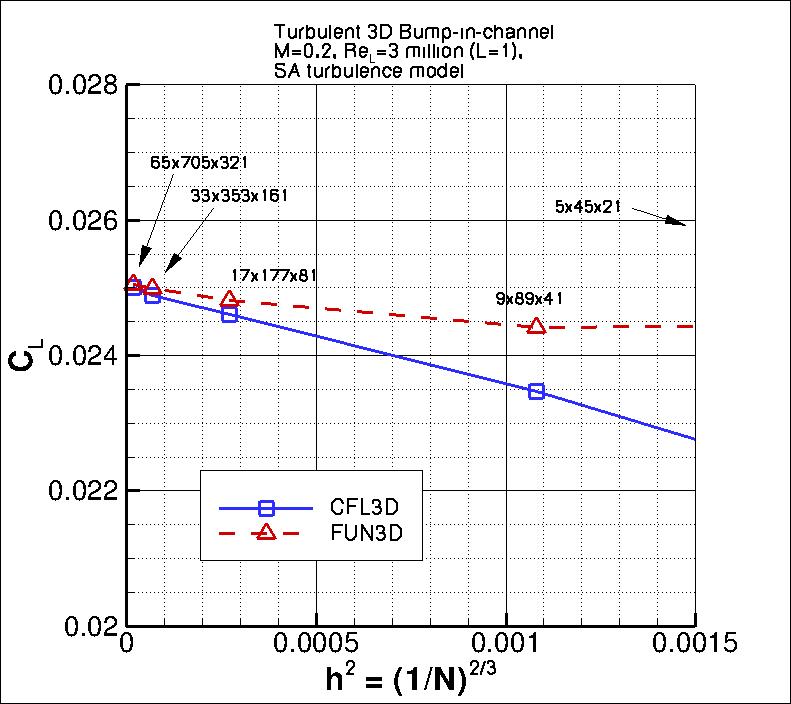 Turbulent 3D Bump-in-channel
M=0.2, Re_L=3 million (L=1),
SA turbulence model
0.028
65x705x321
33x353x161
0.026
5x45x21
17x177x81
9x89x41
C_L
0.024
0.022
CFL3D
FUN3D
0.02
0 0.0005 0.001 0.0015
h² = (1/N)^2/3